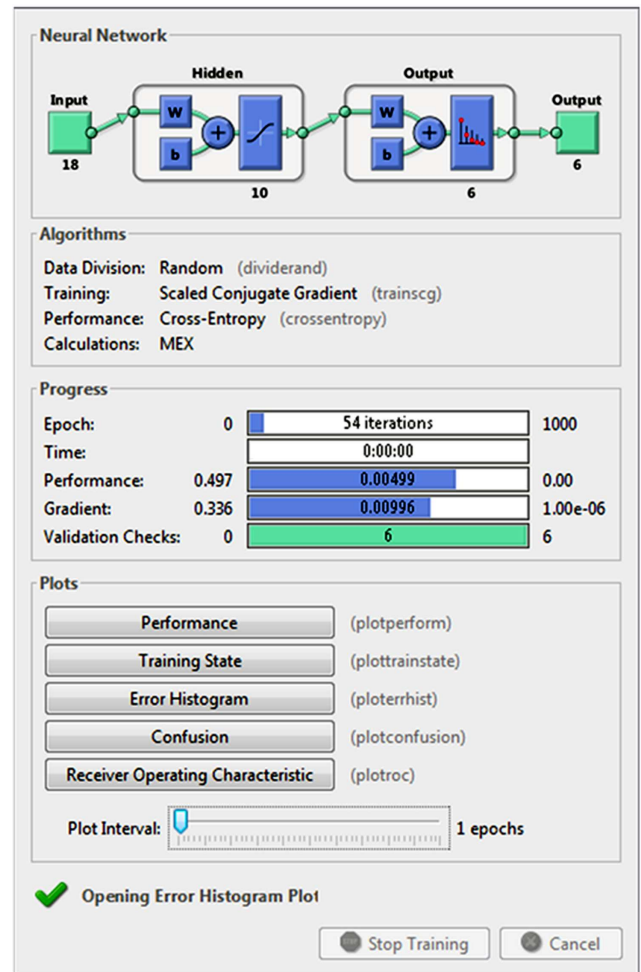 Neural Network
Hidden
Output
Input
W
b
+
W
b
+
Output
18
10
6
6
Algorithms
Data Division: Random (dividerand)
Training: Scaled Conjugate Gradient (trainscg)
Performance: Cross-Entropy (crossentropy)
Calculations: MEX
Progress
Epoch: 0 54 iterations 1000
Time: 0:00:00
Performance: 0.497 0.00499 0.00
Gradient: 0.336 0.00996 1.00e-06
Validation Checks: 0 6 6
Plots
Performance (plotperform)
Training State (plottrainstate)
Error Histogram (ploterrhist)
Confusion (plotconfusion)
Receiver Operating Characteristic (plotroc)
Plot Interval: 1 epochs
Opening Error Histogram Plot
Stop Training Cancel